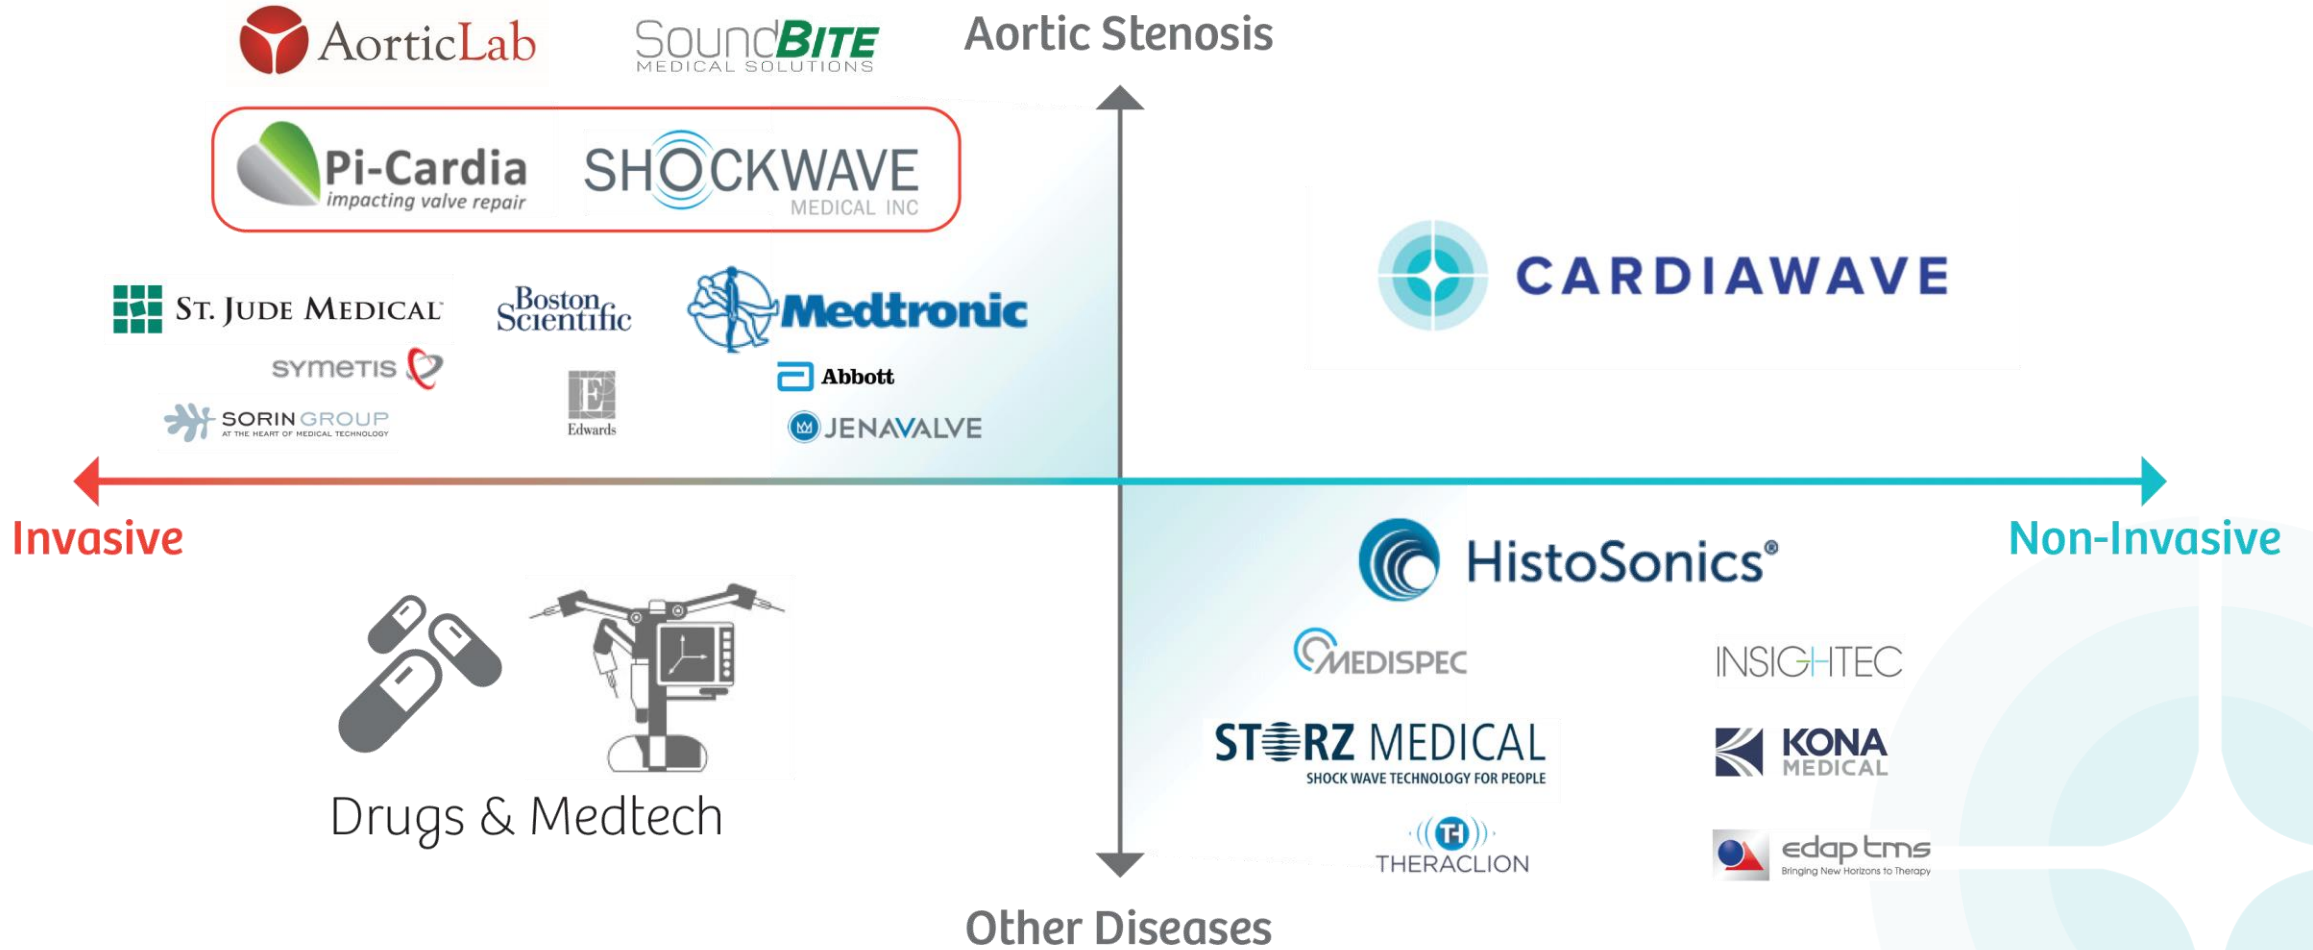 AorticLab
SOUNDBITE
MEDICAL SOLUTIONS
Aortic Stenosis
Pi-Cardia
impacting valve repair
SHOCKWAVE
MEDICAL INC
CARDIAWAVE
ST. JUDE MEDICAL
Boston
Scientific
Medtronic
SYMETIS
E
Edwards
Abbott
SORIN GROUP
AT THE HEART OF MEDICAL TECHNOLOGY
JENAVALVE
Invasive
Non-Invasive
HistoSonics®
MEDISPEC
INSIGHTEC
STORZ MEDICAL
SHOCK WAVE TECHNOLOGY FOR PEOPLE
KONA
MEDICAL
Drugs & Medtech
TH
THERACLION
edap tms
Bringing New Horizons to Therapy
Other Diseases